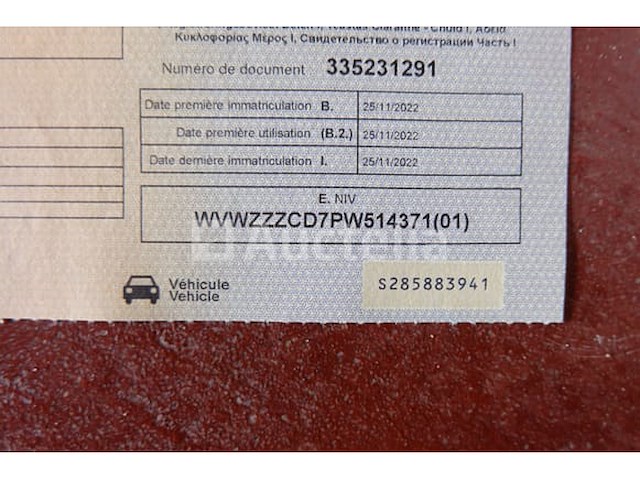 Κυκλοφορίας Μέρος I, Свидетельство о регистрации Часть I
Numéro de document 335231291
Date première immatriculation B. 25/11/2022
Date première utilisation (B.2.) 25/11/2022
Date dernière immatriculation I. 25/11/2022
E. NIV
WVWZZZCD7PW514371(01)
Auctelia
Véhicule
Vehicle
S285883941